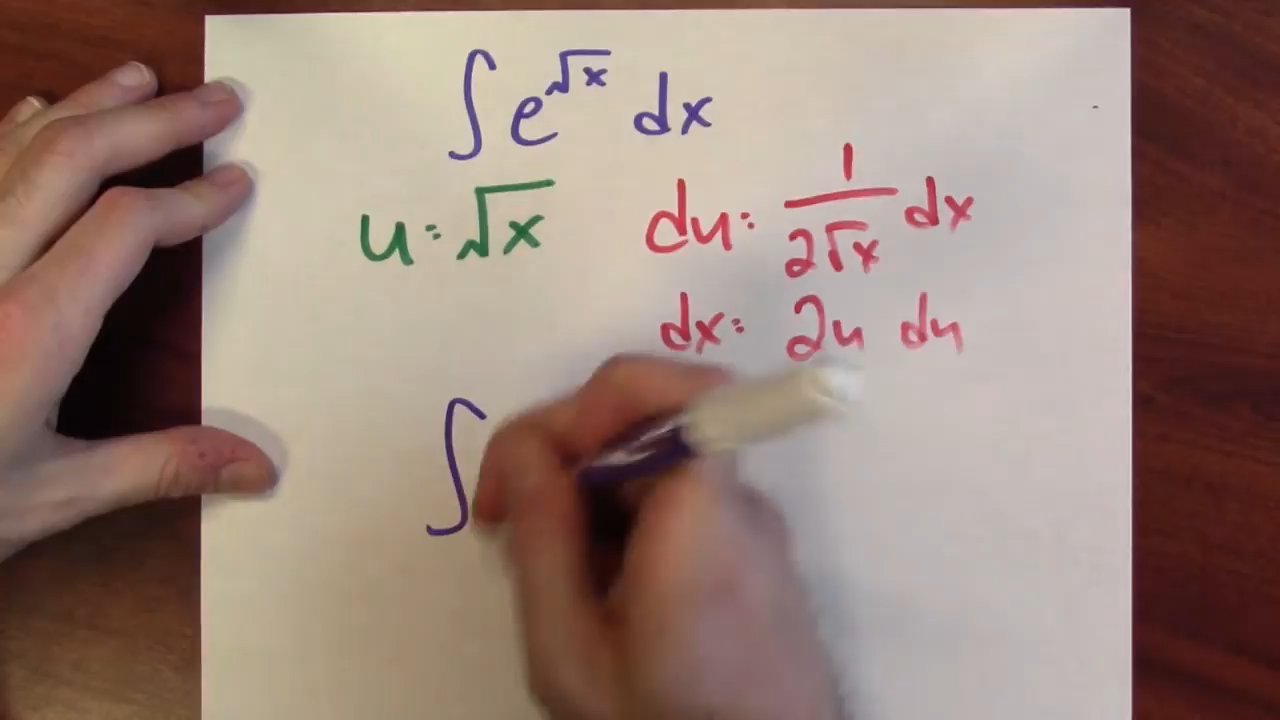 ∫ e^√x dx
u = √x du = 1/(2√x) dx
dx = 2u du
∫